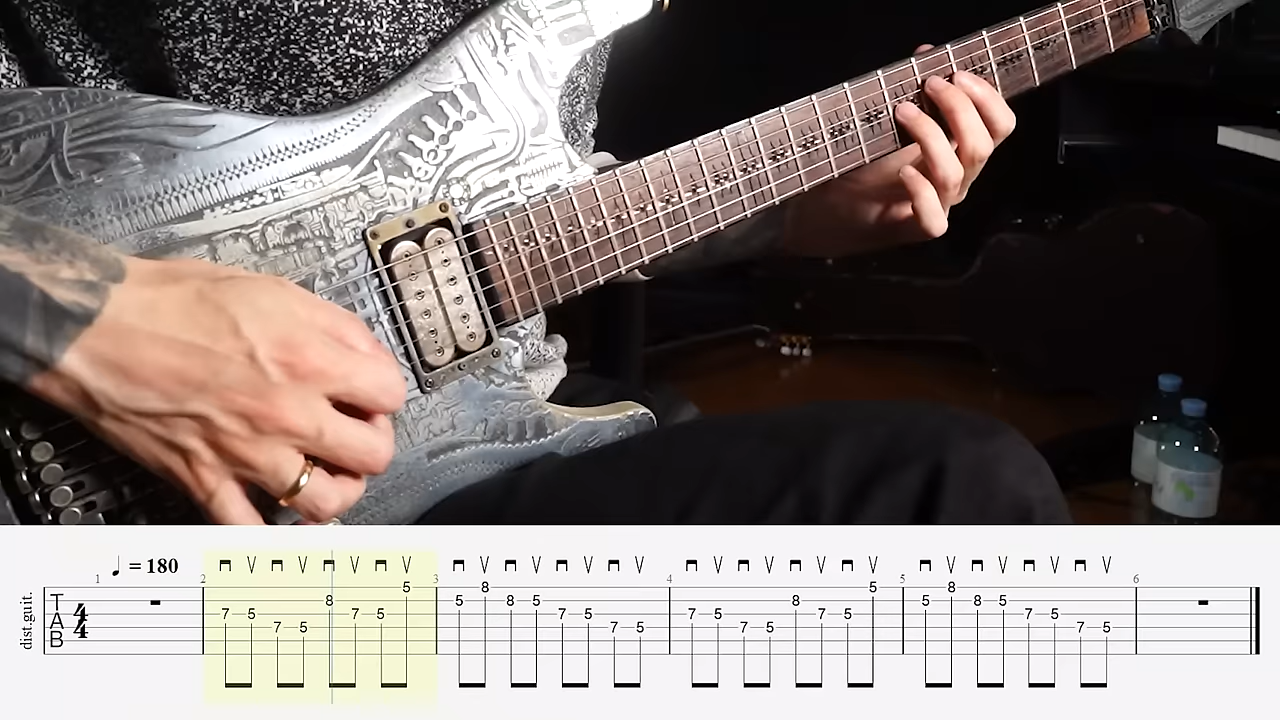 ♩ = 180
1 2 3 4 5 6
dist.guit.
T
A
B
4
4
7 5 7 5 8 7 5 5
5 8 8 5 7 5 7 5
7 5 7 5 8 7 5 5
5 8 8 5 7 5 7 5